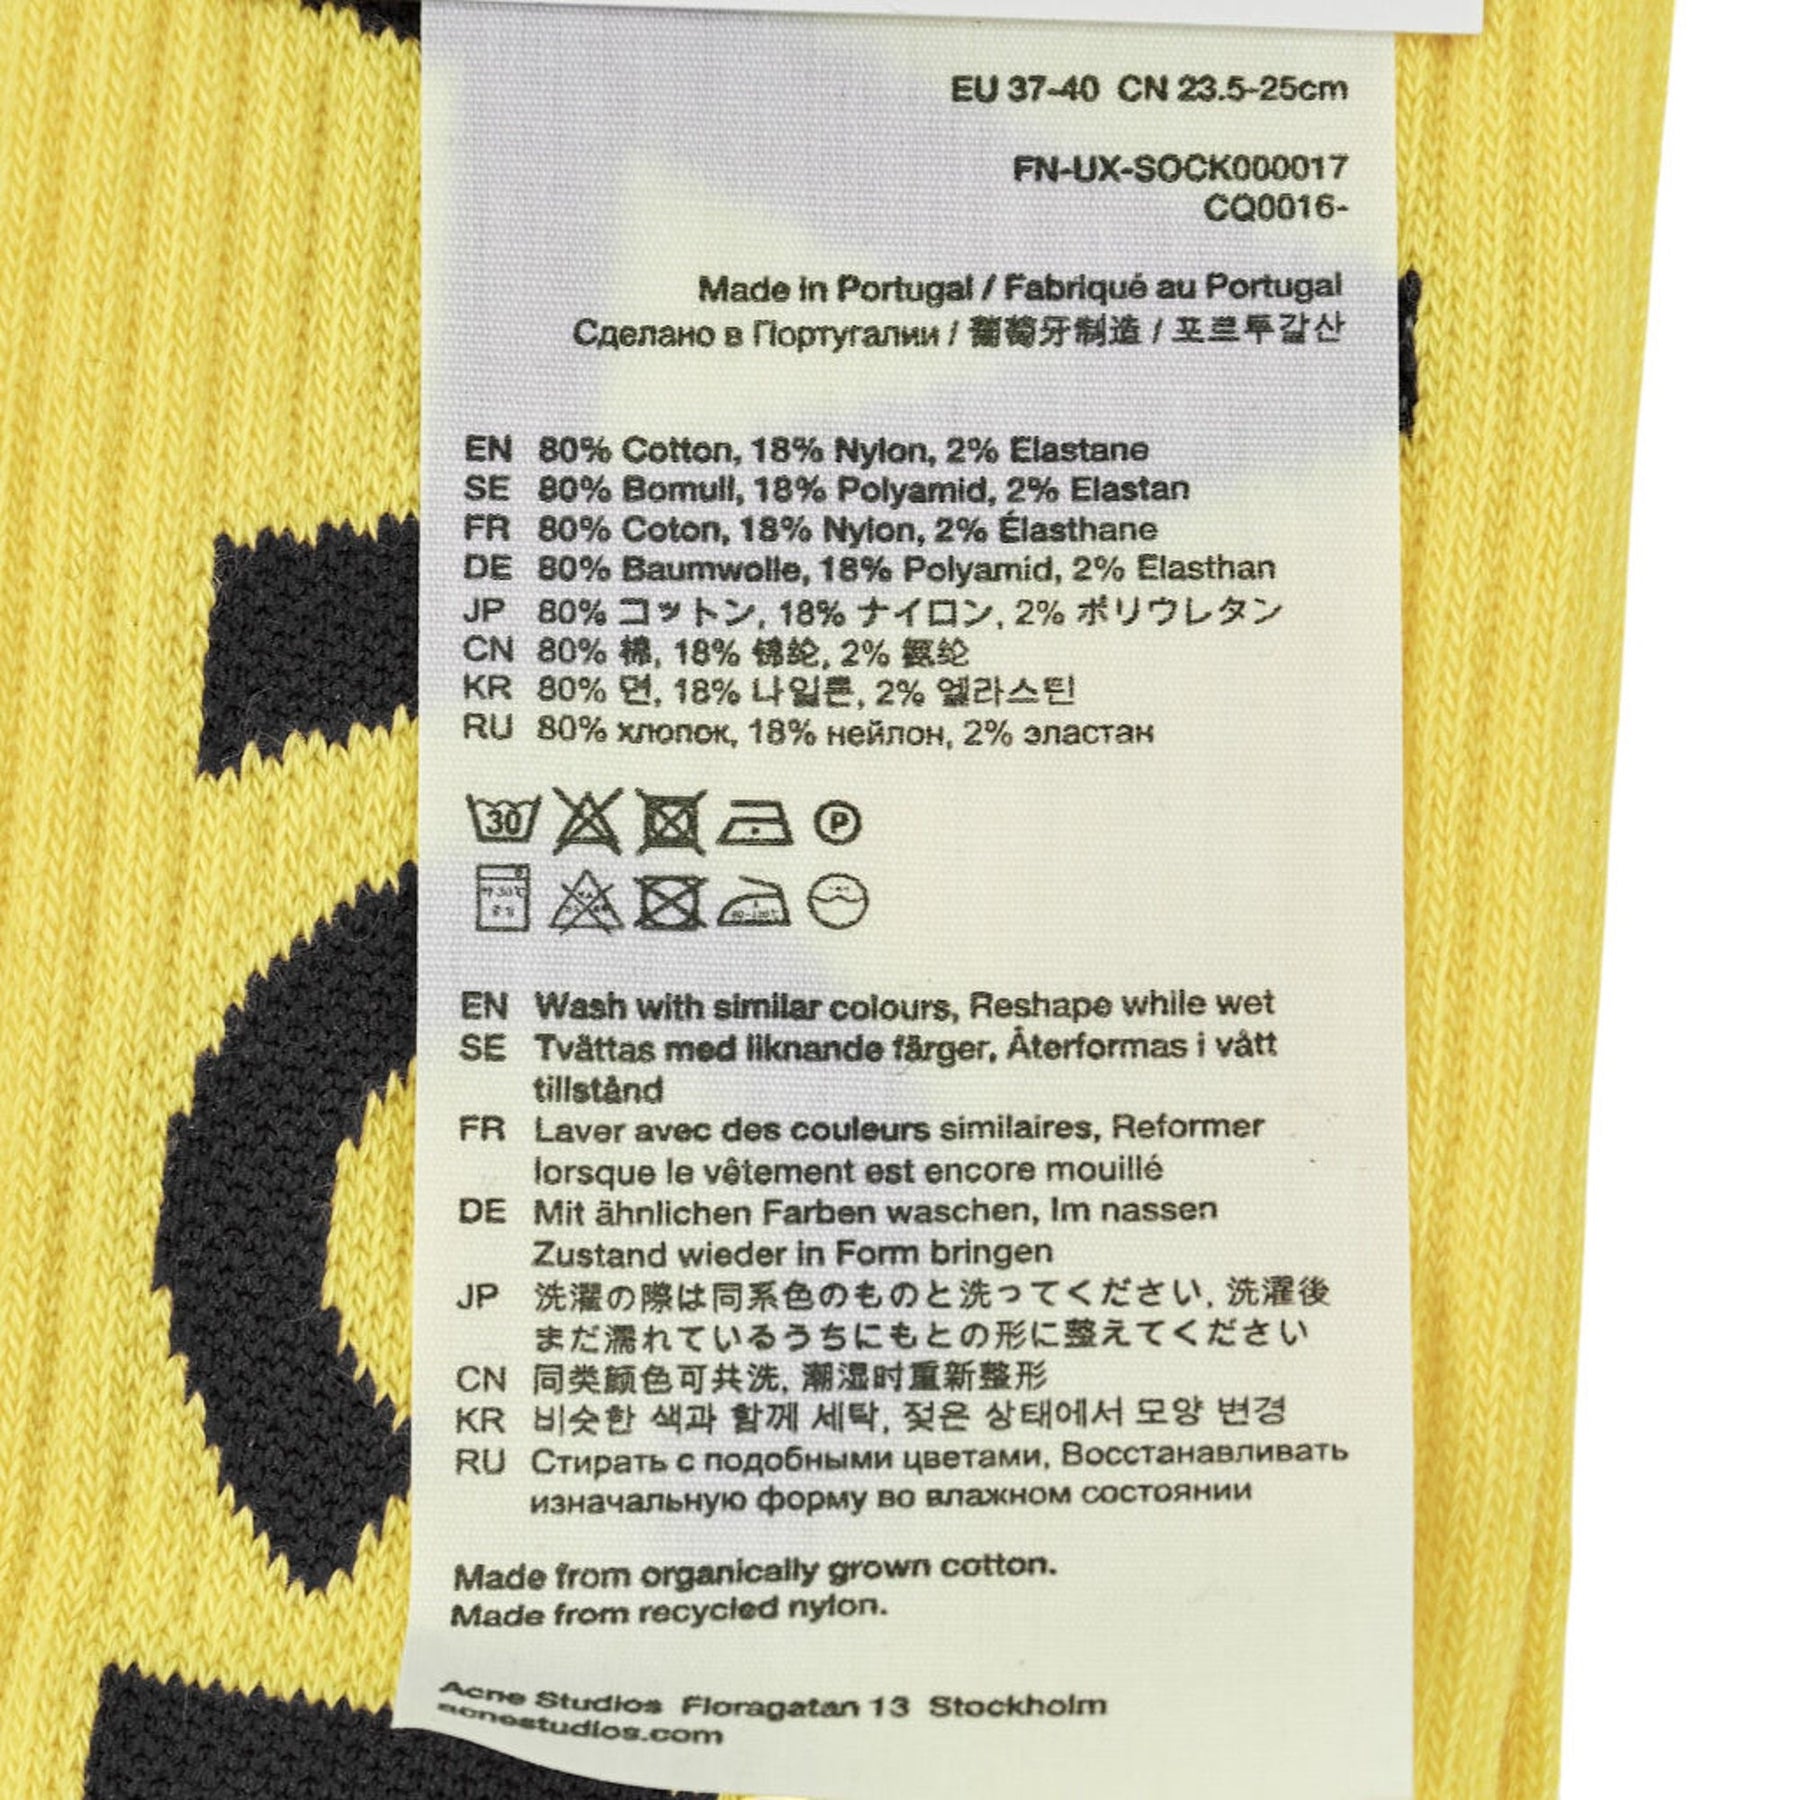 EU 37-40 CN 23.5-25cm
FN-UX-SOCK000017
CQ0016-
Made in Portugal / Fabriqué au Portugal
Сделано в Португалии / 葡萄牙制造 / 포르투갈산
EN 80% Cotton, 18% Nylon, 2% Elastane
SE 80% Bomull, 18% Polyamid, 2% Elastan
FR 80% Coton, 18% Nylon, 2% Élasthane
DE 80% Baumwolle, 18% Polyamid, 2% Elasthan
JP 80% コットン, 18% ナイロン, 2% ポリウレタン
CN 80% 棉, 18% 锦纶, 2% 氨纶
KR 80% 면, 18% 나일론, 2% 엘라스틴
RU 80% хлопок, 18% нейлон, 2% эластан
30 P
EN Wash with similar colours, Reshape while wet
SE Tvättas med liknande färger, Återformas i vått
tillstånd
FR Laver avec des couleurs similaires, Reformer
lorsque le vêtement est encore mouillé
DE Mit ähnlichen Farben waschen, Im nassen
Zustand wieder in Form bringen
JP 洗濯の際は同系色のものと洗ってください, 洗濯後
まだ濡れているうちにもとの形に整えてください
CN 同类颜色可共洗, 潮湿时重新整形
KR 비슷한 색과 함께 세탁, 젖은 상태에서 모양 변경
RU Стирать с подобными цветами, Восстанавливать
изначальную форму во влажном состоянии
Made from organically grown cotton.
Made from recycled nylon.
Acne Studios Floragatan 13 Stockholm
acnestudios.com